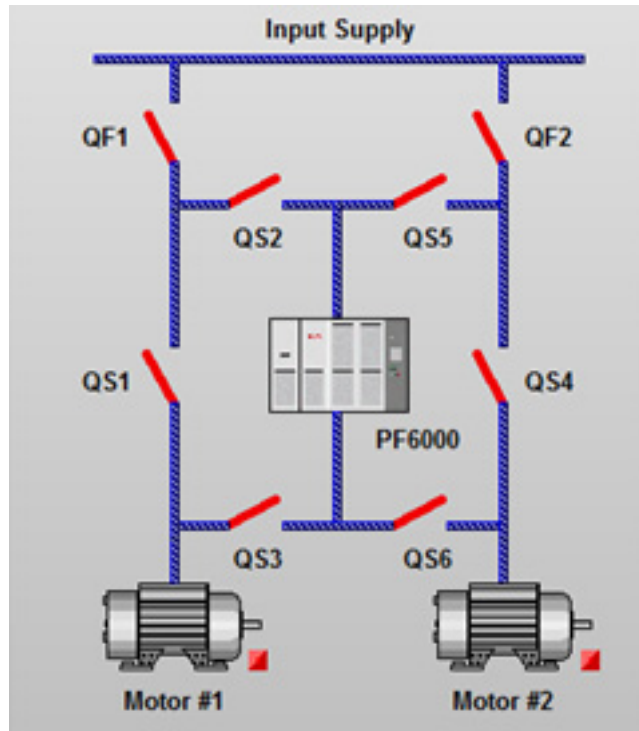 Input Supply
QF1
QF2
QS2
QS5
QS1
QS4
PF6000
QS3
QS6
Motor #1
Motor #2